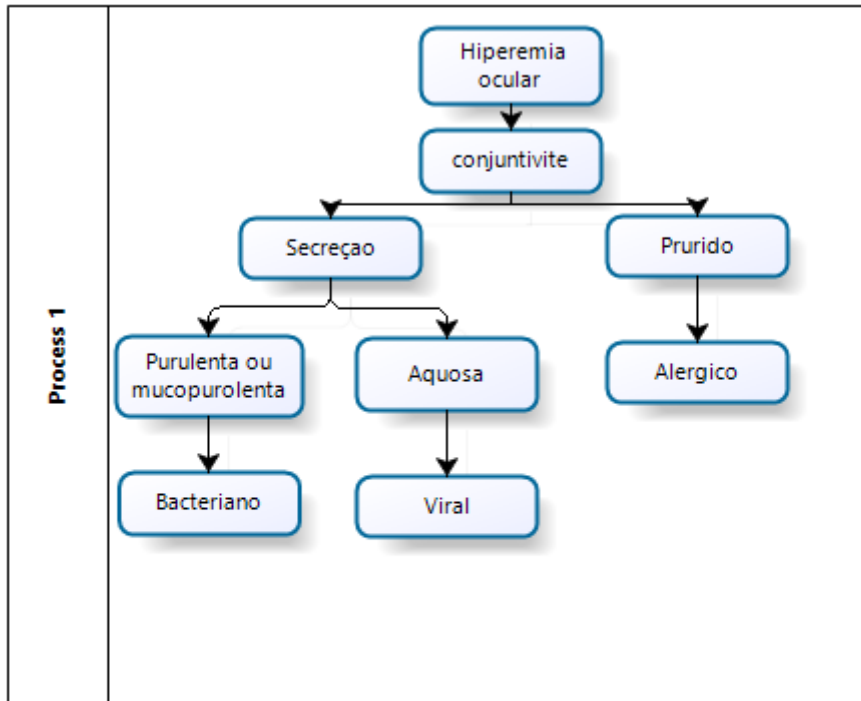 Process 1
Hiperemia
ocular
conjuntivite
Secreçao
Prurido
Purulenta ou
mucopurolenta
Aquosa
Alergico
Bacteriano
Viral